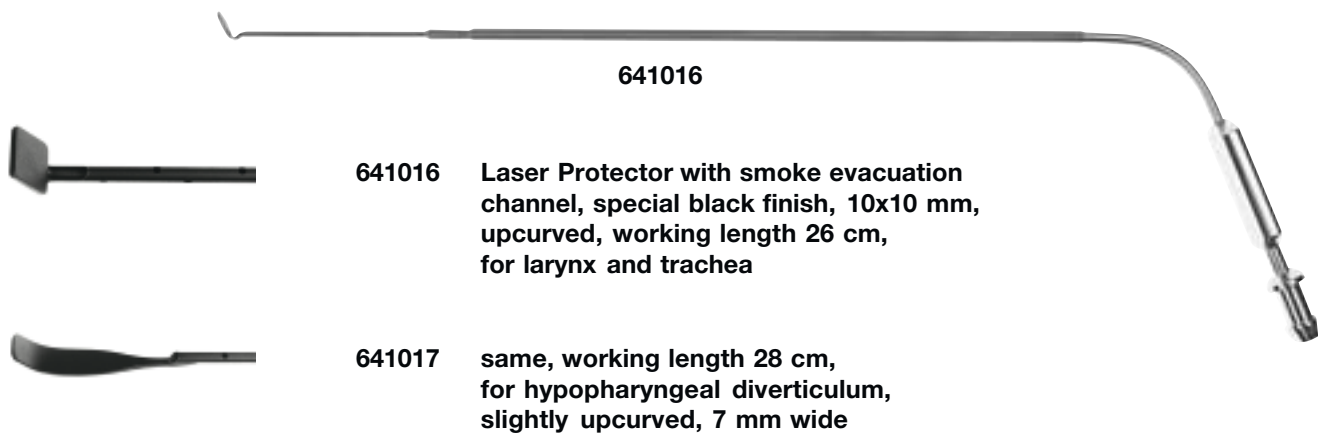 641016
641016 Laser Protector with smoke evacuation
channel, special black finish, 10x10 mm,
upcurved, working length 26 cm,
for larynx and trachea
641017 same, working length 28 cm,
for hypopharyngeal diverticulum,
slightly upcurved, 7 mm wide